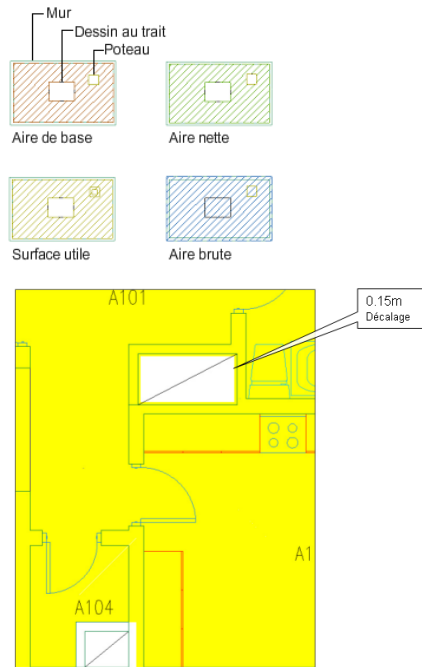 Mur
Dessin au trait
Poteau
Aire de base
Aire nette
Surface utile
Aire brute
A101
0.15m
Décalage
A1
A104